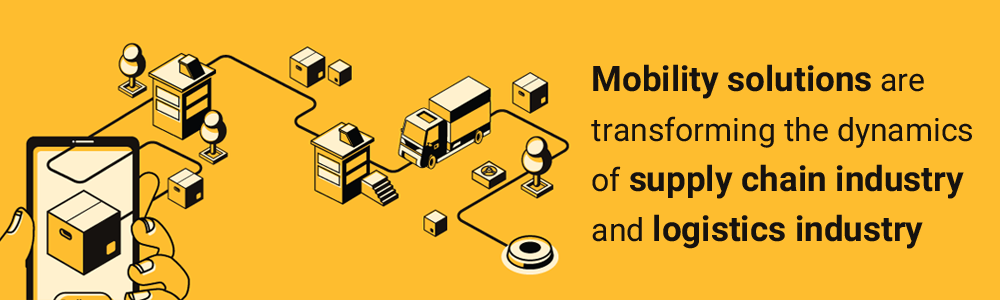 Mobility solutions are
transforming the dynamics
of supply chain industry
and logistics industry